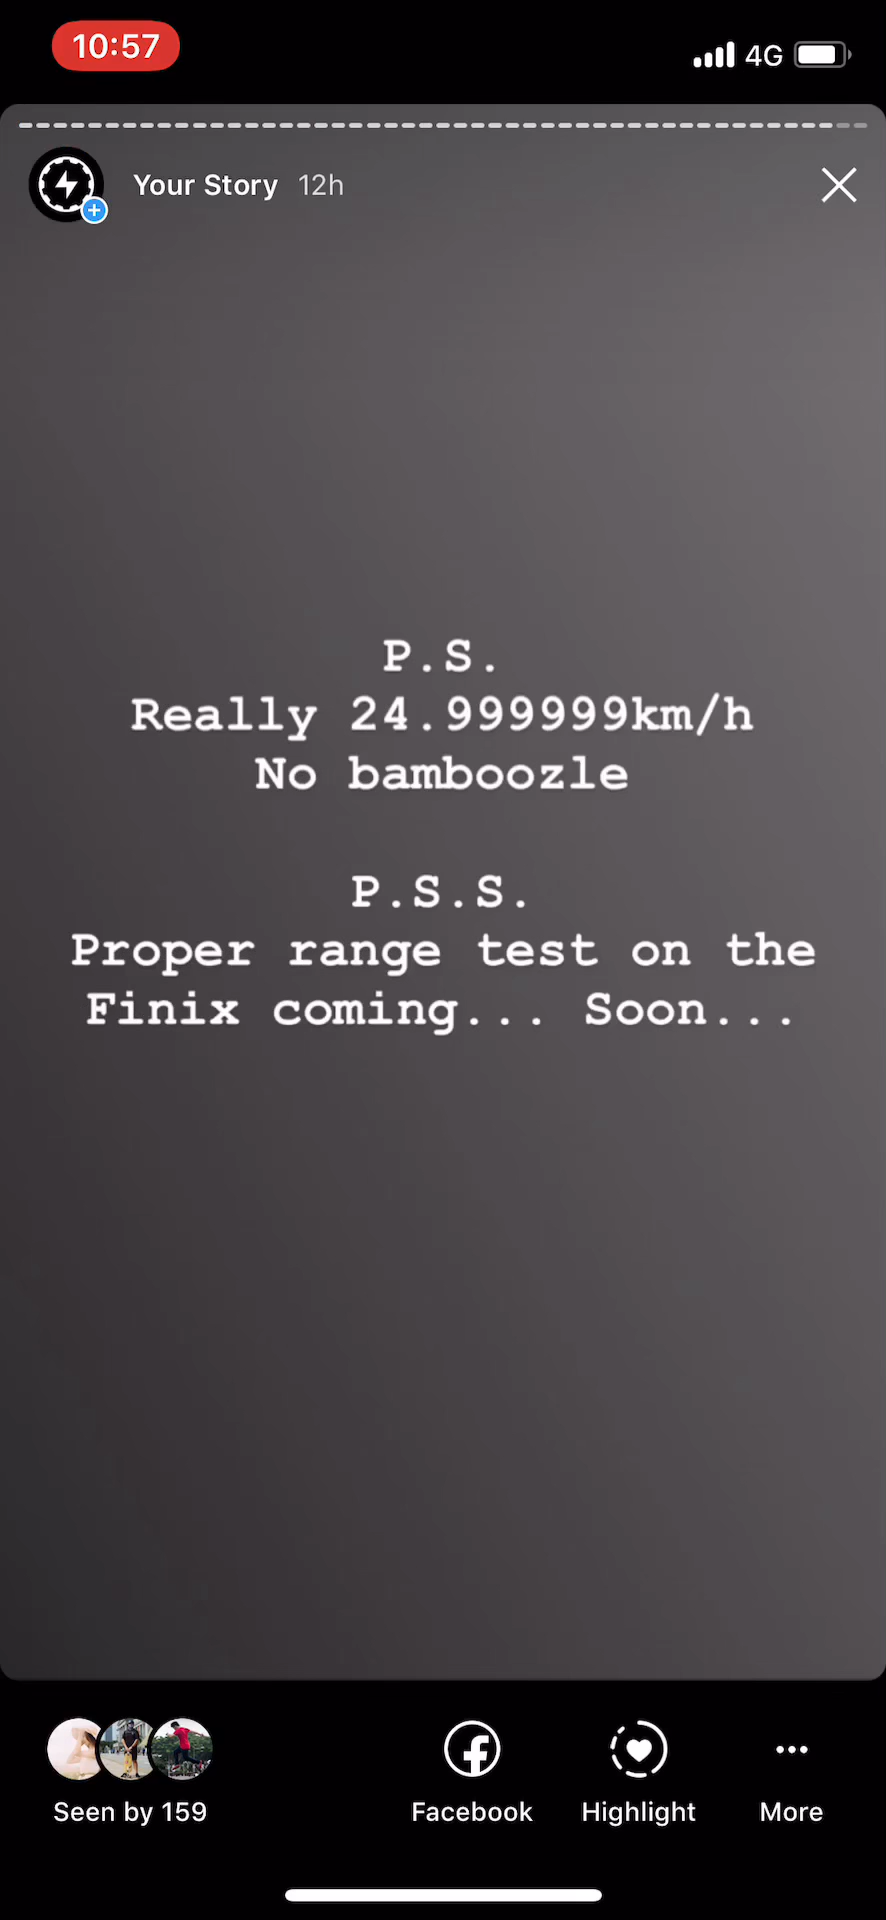 10:57
4G
Your Story 12h
P.S.
Really 24.999999km/h
No bamboozle
P.S.S.
Proper range test on the
Finix coming... Soon...
Seen by 159
Facebook
Highlight
More